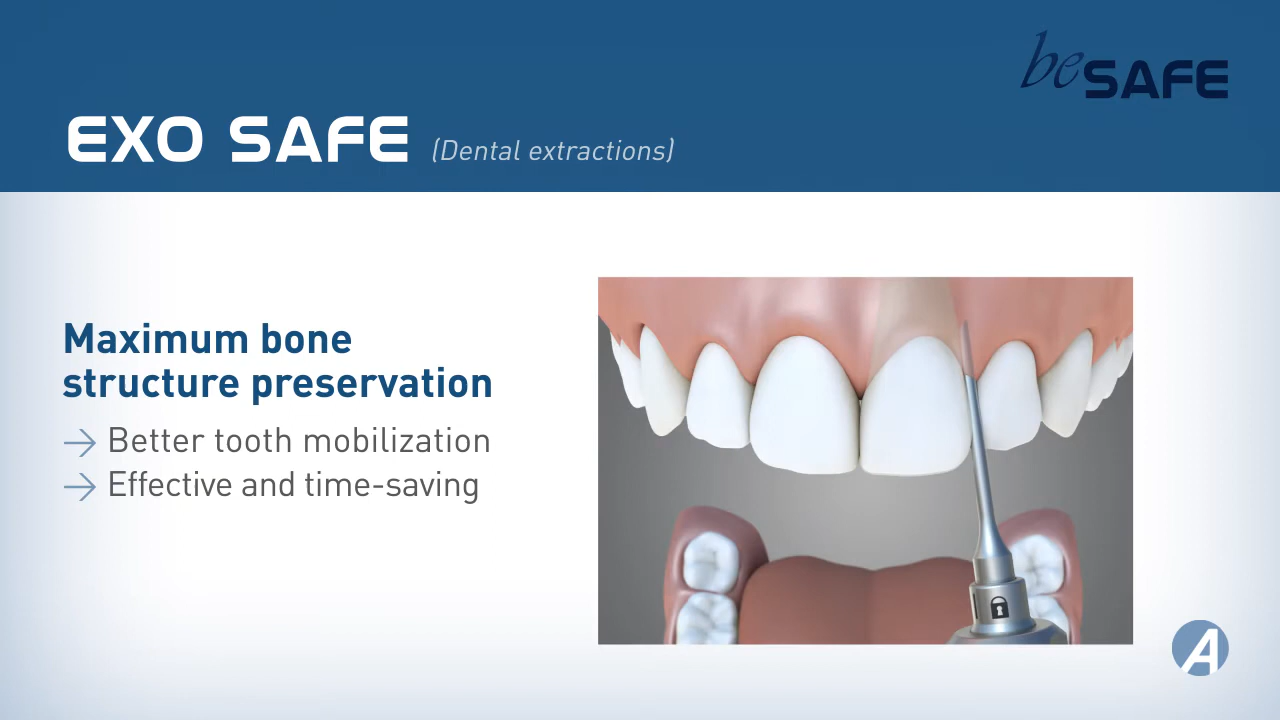 beSAFE
EXO SAFE (Dental extractions)
Maximum bone
structure preservation
→ Better tooth mobilization
→ Effective and time-saving
A